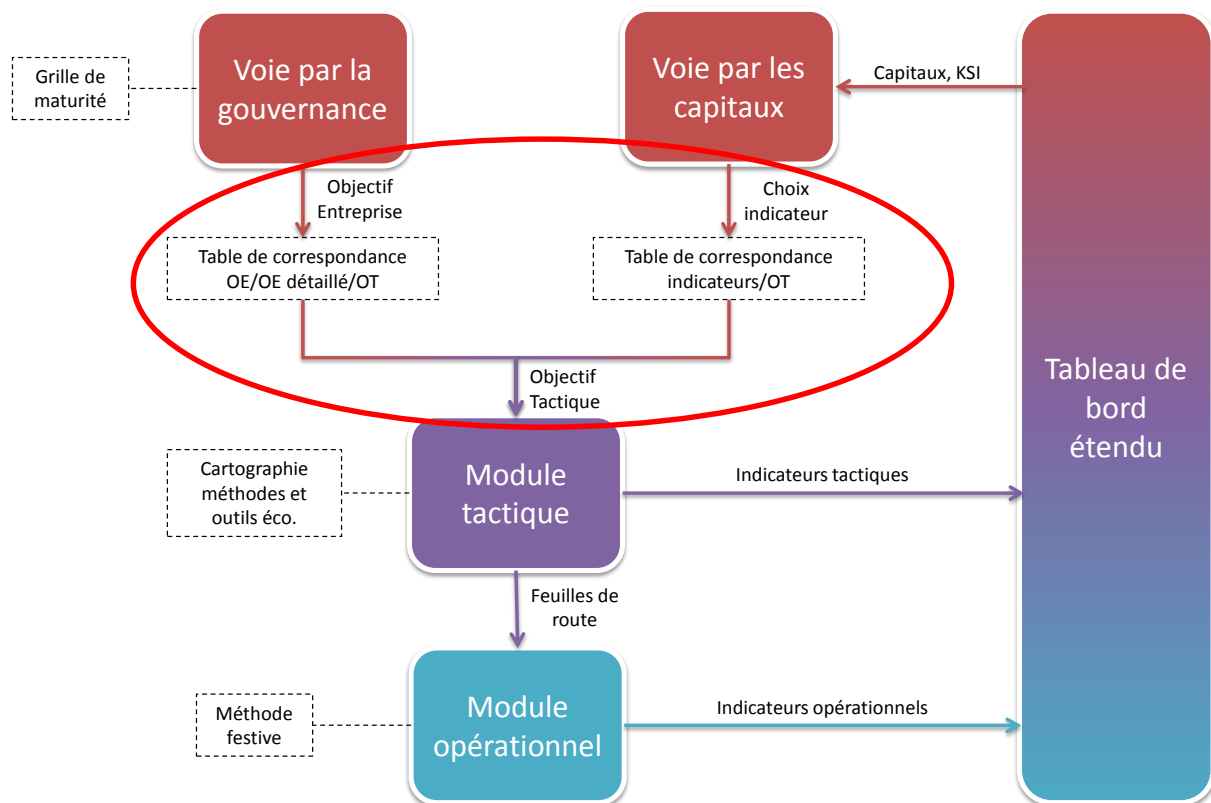 Grille de
maturité
Voie par la
gouvernance
Voie par les
capitaux
Capitaux, KSI
Objectif
Entreprise
Choix
indicateur
Table de correspondance
OE/OE détaillé/OT
Table de correspondance
indicateurs/OT
Objectif
Tactique
Tableau de
bord
étendu
Cartographie
méthodes et
outils éco.
Module
tactique
Indicateurs tactiques
Feuilles de
route
Méthode
festive
Module
opérationnel
Indicateurs opérationnels